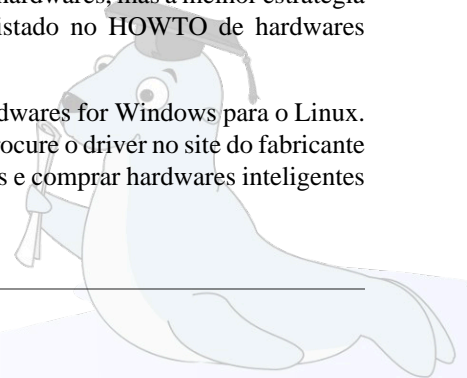 hardwares, mas a melhor estratégia
istado no HOWTO de hardwares
dwares for Windows para o Linux.
rocure o driver no site do fabricante
s e comprar hardwares inteligentes